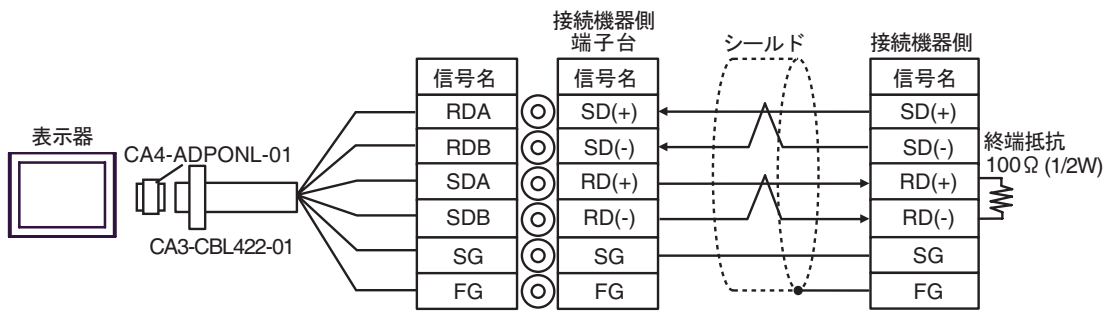 表示器
CA4-ADPONL-01
CA3-CBL422-01
信号名
RDA
RDB
SDA
SDB
SG
FG
接続機器側
端子台
信号名
SD(+)
SD(-)
RD(+)
RD(-)
SG
FG
シールド
接続機器側
信号名
SD(+)
SD(-)
RD(+)
RD(-)
SG
FG
終端抵抗
100Ω (1/2W)